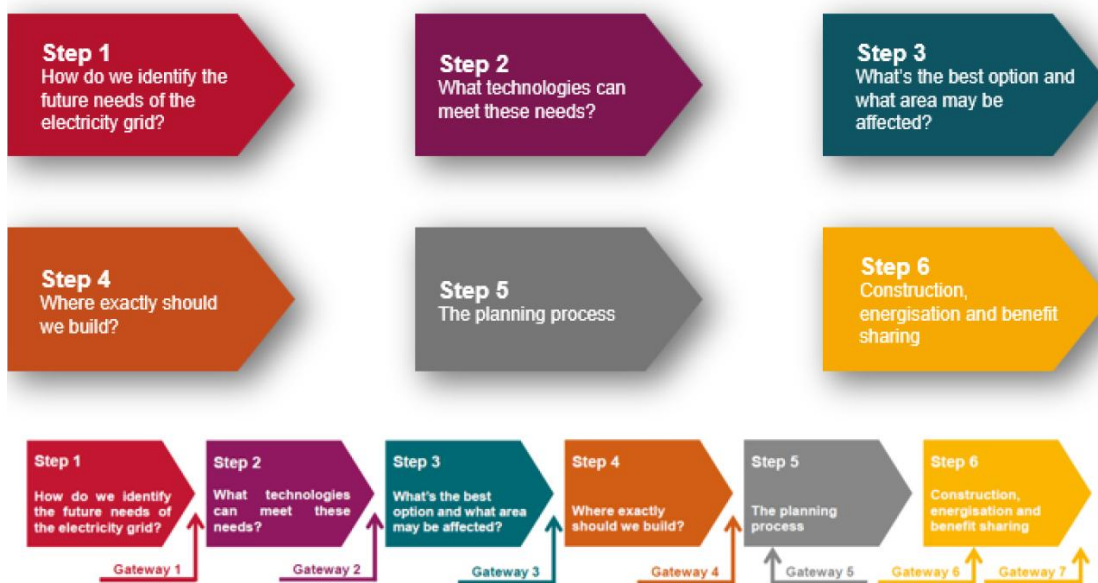 Step 1
How do we identify the
future needs of the
electricity grid?
Step 2
What technologies can
meet these needs?
Step 3
What's the best option and
what area may be
affected?
Step 4
Where exactly should
we build?
Step 5
The planning process
Step 6
Construction,
energisation and benefit
sharing
Step 1
How do we identify
the future needs of
the electricity grid?
Gateway 1
Step 2
What technologies
can meet these
needs?
Gateway 2
Step 3
What's the best
option and what area
may be affected?
Gateway 3
Step 4
Where exactly
should we build?
Gateway 4
Step 5
The planning
process
Gateway 5
Step 6
Construction,
energisation and
benefit sharing
Gateway 6
Gateway 7